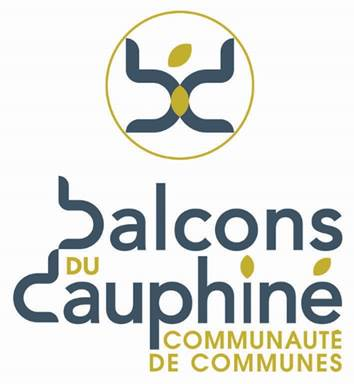 balcons
DU
dauphiné
COMMUNAUTÉ
DE COMMUNES